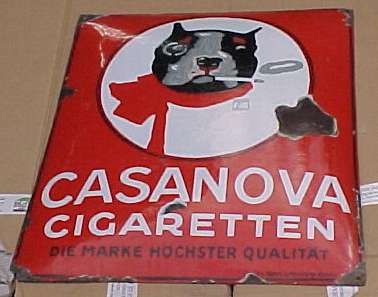 CASANOVA
CIGARETTEN
DIE MARKE HÖCHSTER QUALITÄT